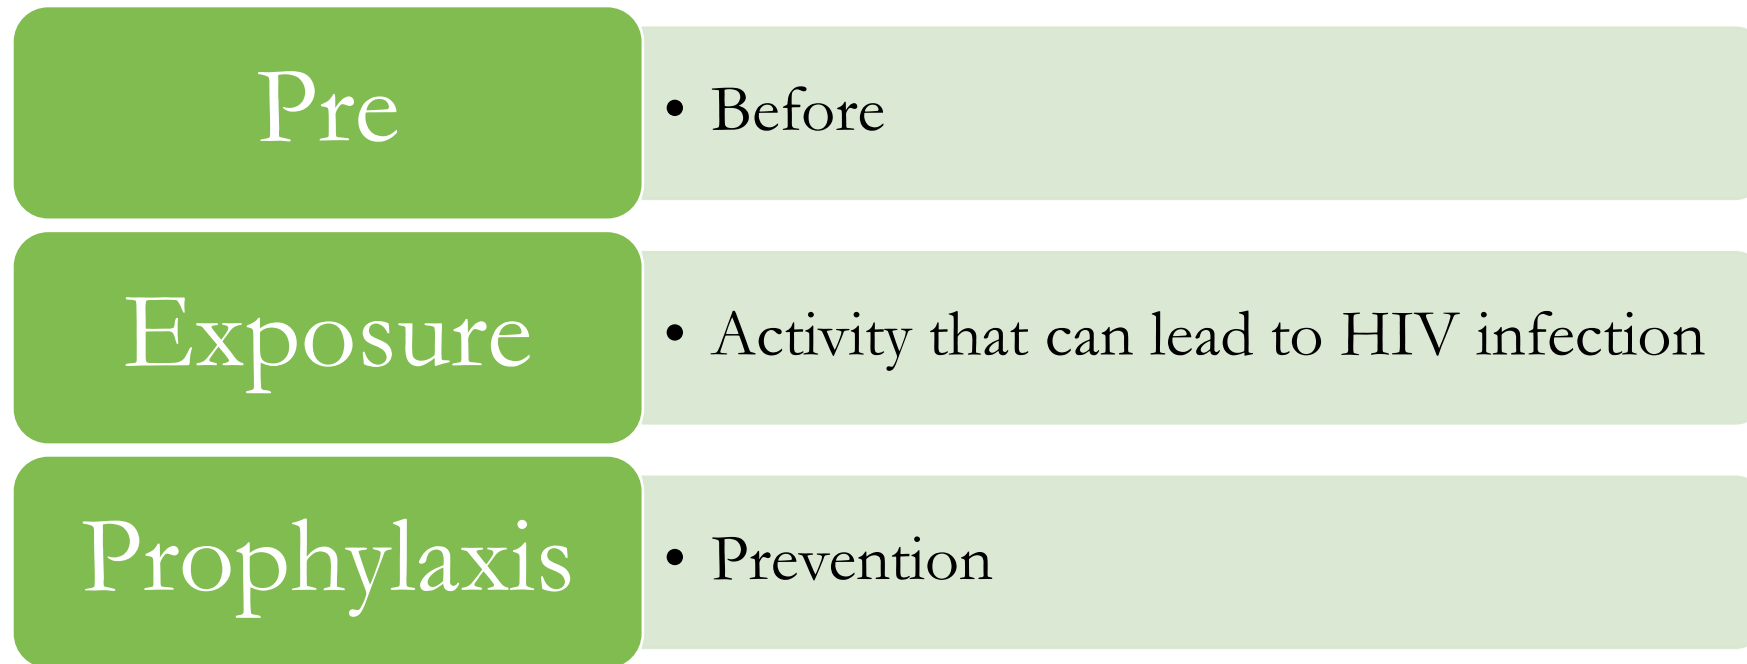 Pre
• Before
Exposure
• Activity that can lead to HIV infection
Prophylaxis
• Prevention